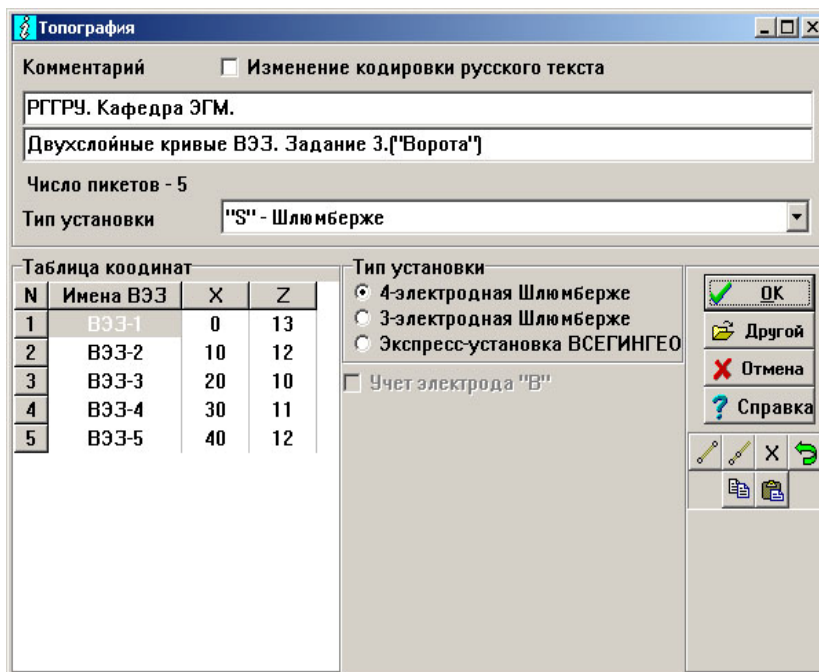 Топография
Комментарий Изменение кодировки русского текста
РГГРУ. Кафедра ЭГМ.
Двухслойные кривые ВЭЗ. Задание 3.("Ворота")
Число пикетов - 5
Тип установки "S" - Шлюмберже
Таблица коодинат
N Имена ВЭЗ X Z
1 ВЭЗ-1 0 13
2 ВЭЗ-2 10 12
3 ВЭЗ-3 20 10
4 ВЭЗ-4 30 11
5 ВЭЗ-5 40 12
Тип установки
4-электродная Шлюмберже
3-электродная Шлюмберже
Экспресс-установка ВСЕГИНГЕО
Учет электрода "В"
OK
Другой
Отмена
? Справка
X